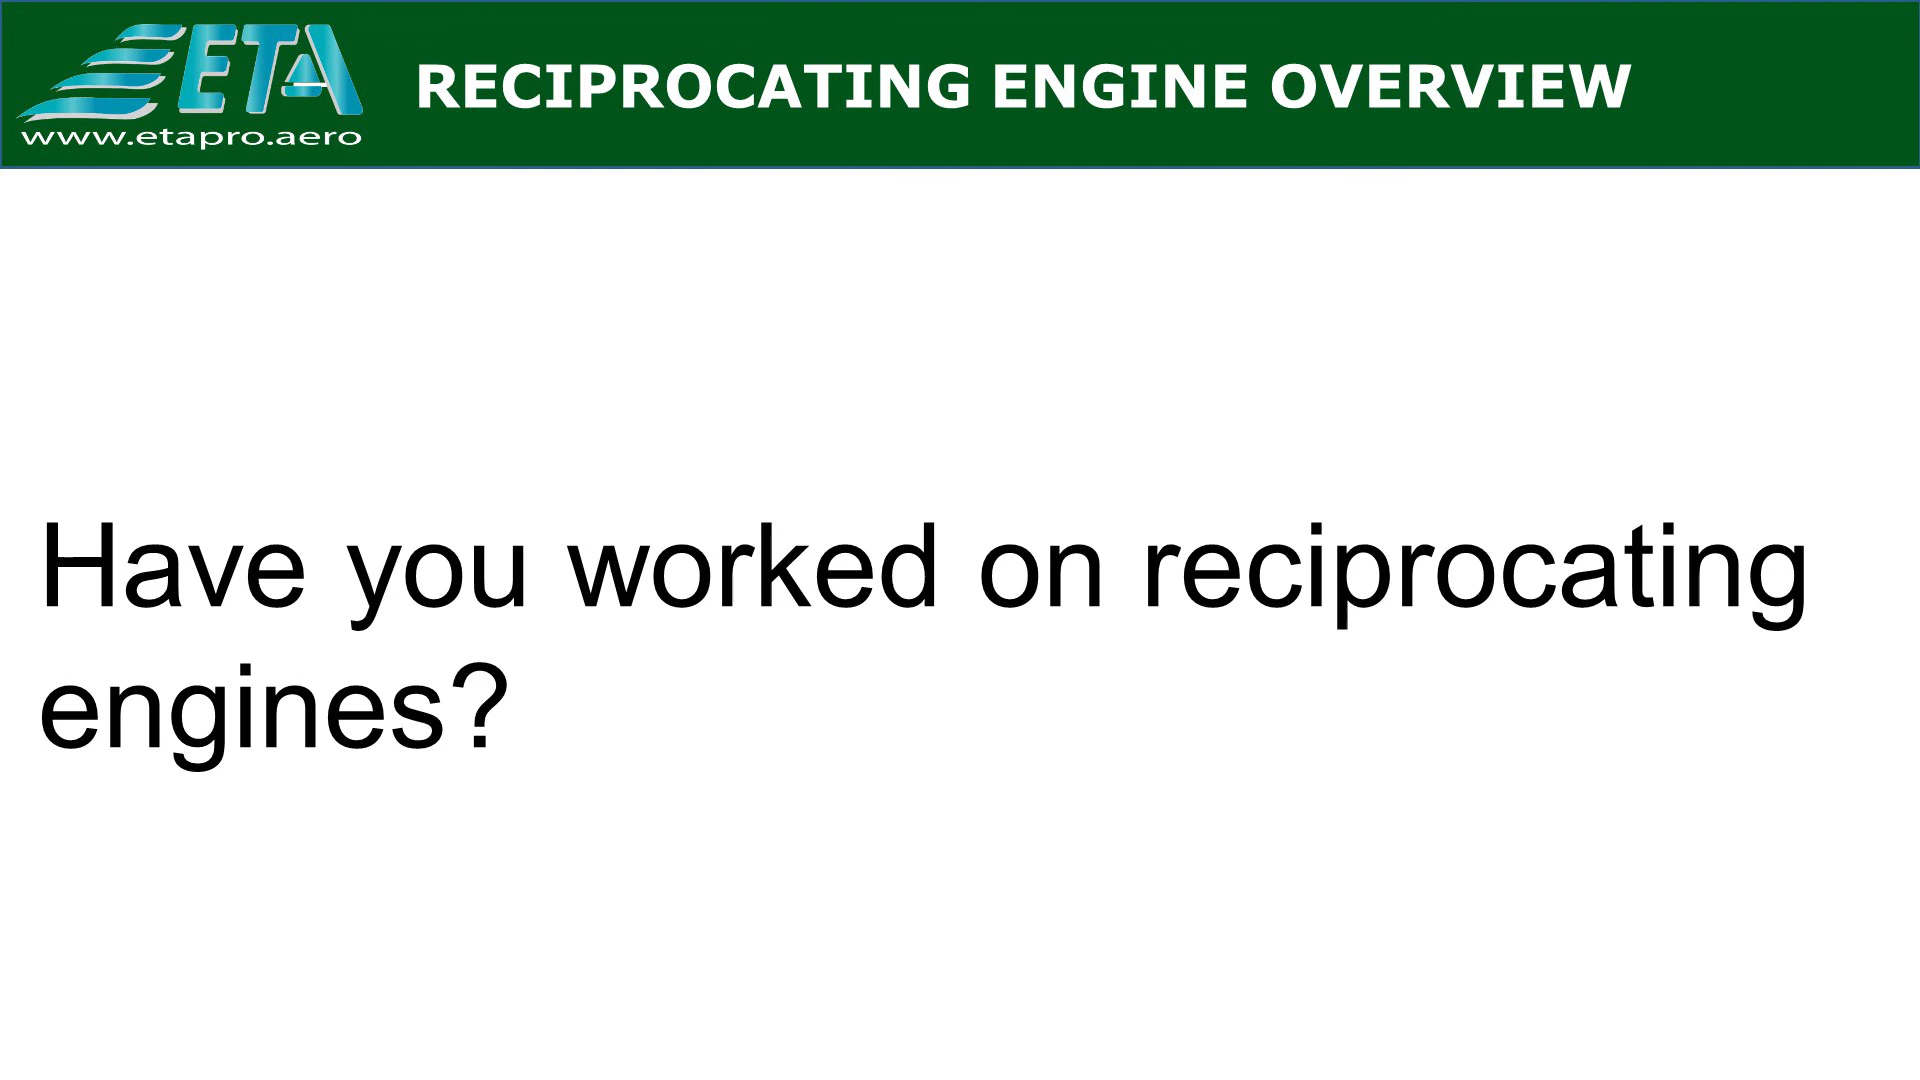 ETA
www.etapro.aero
RECIPROCATING ENGINE OVERVIEW
Have you worked on reciprocating
engines?